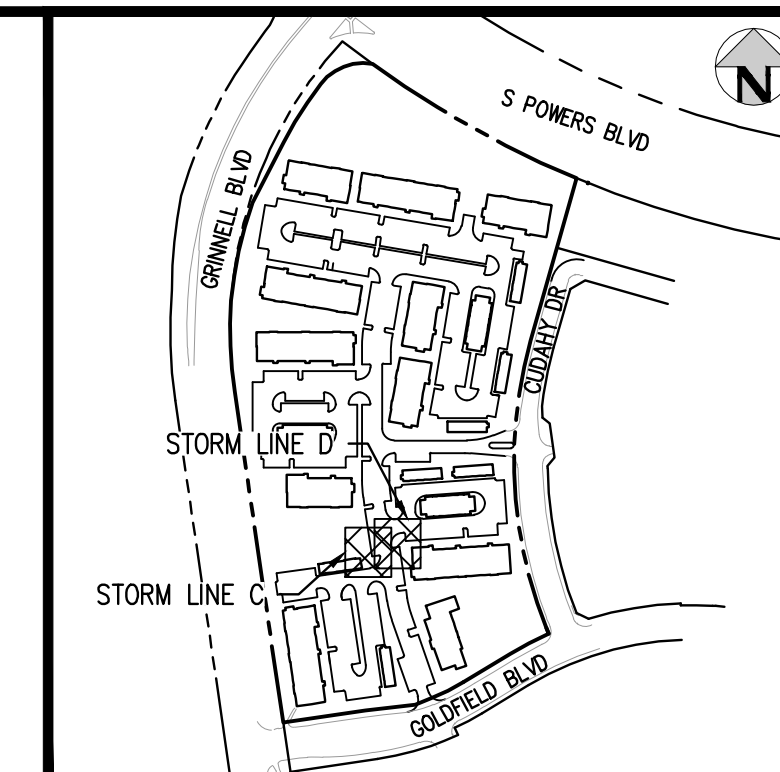 N
S POWERS BLVD
GRINNELL BLVD
CUDAHY DR
STORM LINE D
STORM LINE C
GOLDFIELD BLVD